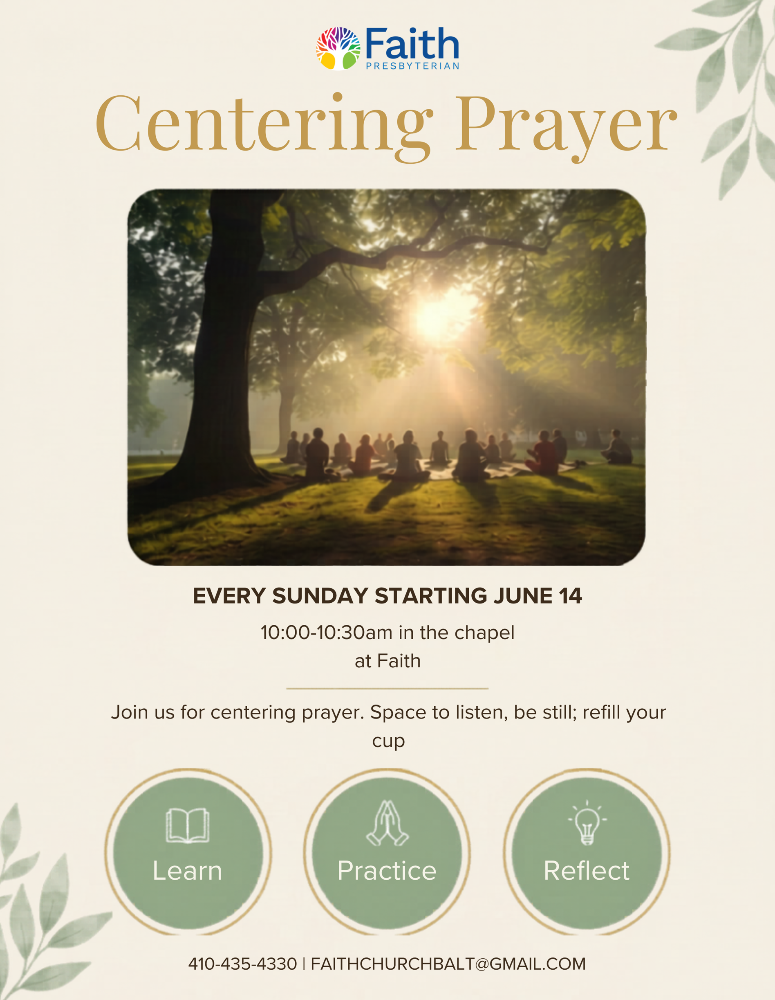 Faith
PRESBYTERIAN
Centering Prayer
EVERY SUNDAY STARTING JUNE 14
10:00-10:30am in the chapel
at Faith
Join us for centering prayer. Space to listen, be still; refill your
cup
Learn
Practice
Reflect
410-435-4330 | FAITHCHURCHBALT@GMAIL.COM